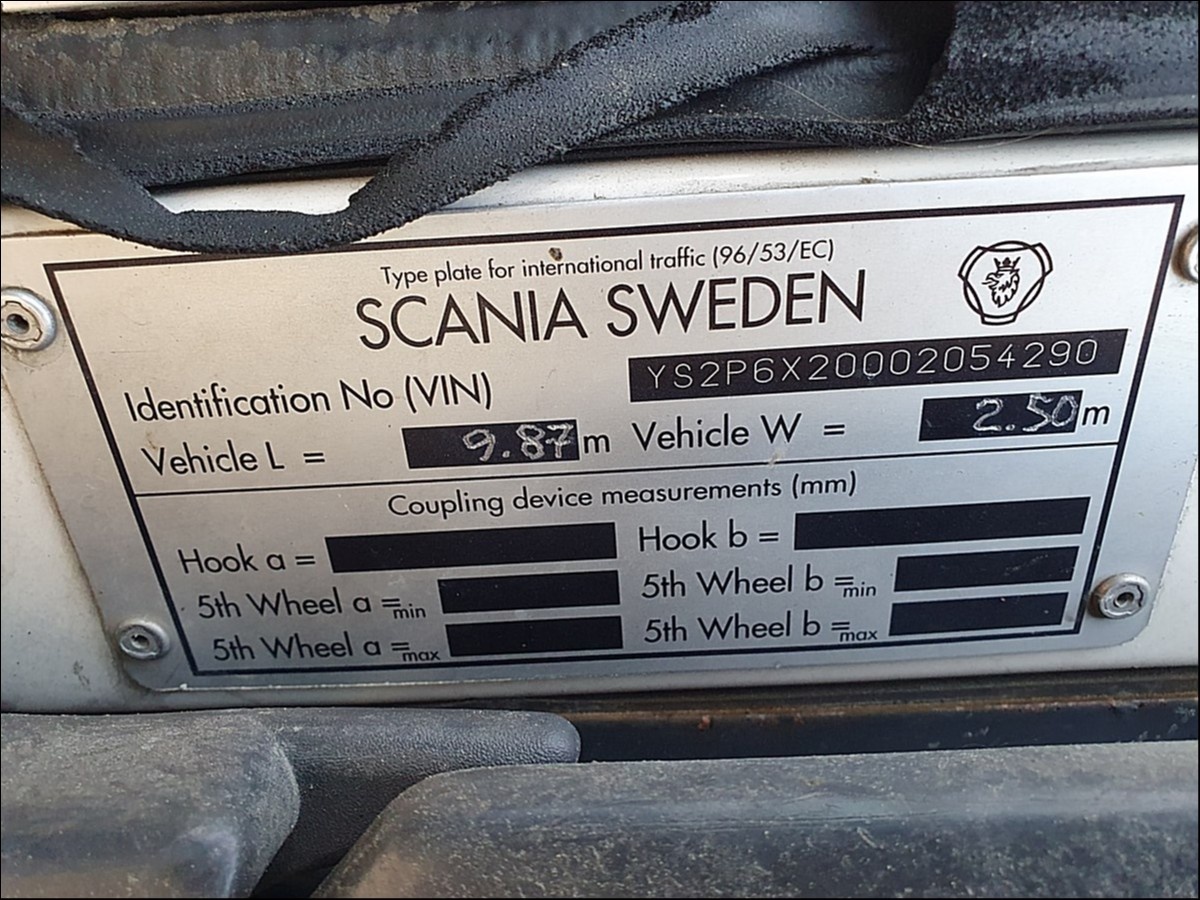 Type plate for international traffic (96/53/EC)
SCANIA SWEDEN
Identification No (VIN) YS2P6X20002054290
Vehicle L = 9.87 m Vehicle W = 2.50 m
Coupling device measurements (mm)
Hook a = Hook b =
5th Wheel a =min 5th Wheel b =min
5th Wheel a =max 5th Wheel b =max